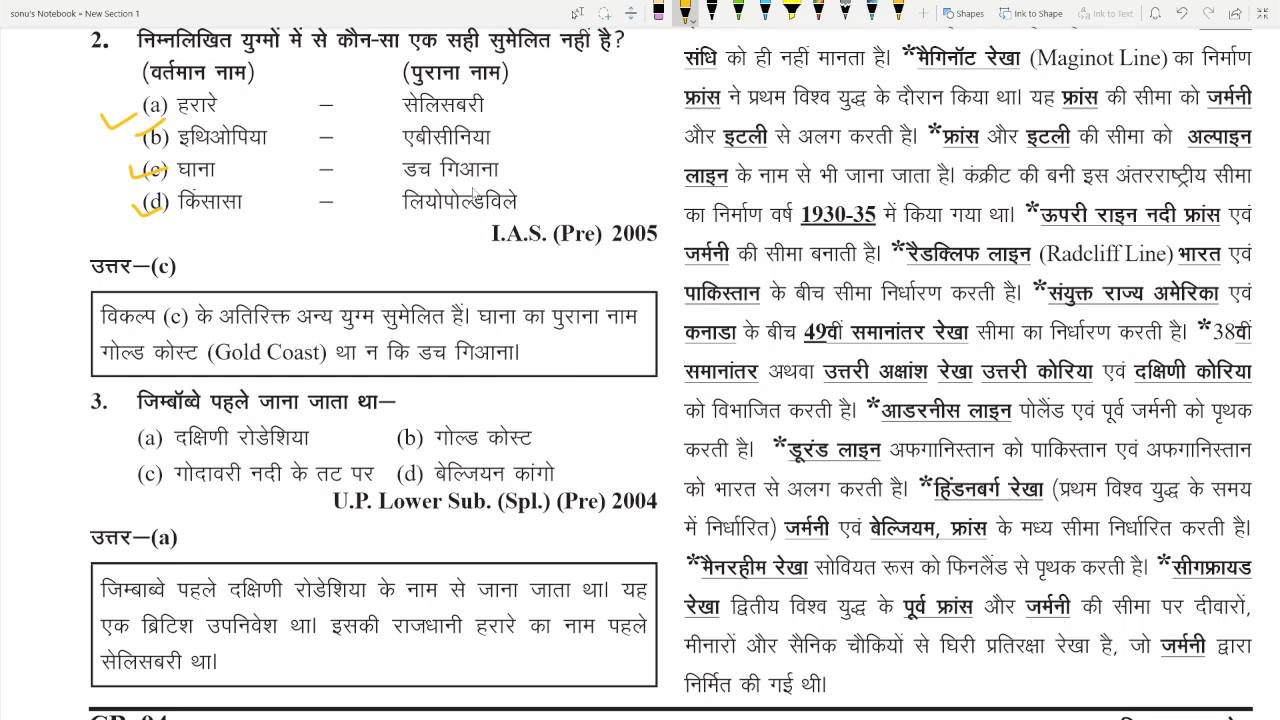 sonu's Notebook » New Section 1
Shapes Ink to Shape Ink to Text
2. निम्नलिखित युग्मों में से कौन-सा एक सही सुमेलित नहीं है?
(वर्तमान नाम) (पुराना नाम)
(a) हरारे – सेलिसबरी
(b) इथिओपिया – एबीसीनिया
(c) घाना – डच गिआना
(d) किंसासा – लियोपोल्डविले
I.A.S. (Pre) 2005
उत्तर—(c)
विकल्प (c) के अतिरिक्त अन्य युग्म सुमेलित हैं। घाना का पुराना नाम
गोल्ड कोस्ट (Gold Coast) था न कि डच गिआना।
3. जिम्बॉब्वे पहले जाना जाता था—
(a) दक्षिणी रोडेशिया (b) गोल्ड कोस्ट
(c) गोदावरी नदी के तट पर (d) बेल्जियन कांगो
U.P. Lower Sub. (Spl.) (Pre) 2004
उत्तर—(a)
जिम्बाब्वे पहले दक्षिणी रोडेशिया के नाम से जाना जाता था। यह
एक ब्रिटिश उपनिवेश था। इसकी राजधानी हरारे का नाम पहले
सेलिसबरी था।
संधि को ही नहीं मानता है। *मैगिनॉट रेखा (Maginot Line) का निर्माण
फ्रांस ने प्रथम विश्व युद्ध के दौरान किया था। यह फ्रांस की सीमा को जर्मनी
और इटली से अलग करती है। *फ्रांस और इटली की सीमा को अल्पाइन
लाइन के नाम से भी जाना जाता है। कंक्रीट की बनी इस अंतरराष्ट्रीय सीमा
का निर्माण वर्ष 1930-35 में किया गया था। *ऊपरी राइन नदी फ्रांस एवं
जर्मनी की सीमा बनाती है। *रैडक्लिफ लाइन (Radcliff Line) भारत एवं
पाकिस्तान के बीच सीमा निर्धारण करती है। *संयुक्त राज्य अमेरिका एवं
कनाडा के बीच 49वीं समानांतर रेखा सीमा का निर्धारण करती है। *38वीं
समानांतर अथवा उत्तरी अक्षांश रेखा उत्तरी कोरिया एवं दक्षिणी कोरिया
को विभाजित करती है। *आडरनीस लाइन पोलैंड एवं पूर्व जर्मनी को पृथक
करती है। *डूरंड लाइन अफगानिस्तान को पाकिस्तान एवं अफगानिस्तान
को भारत से अलग करती है। *हिंडनबर्ग रेखा (प्रथम विश्व युद्ध के समय
में निर्धारित) जर्मनी एवं बेल्जियम, फ्रांस के मध्य सीमा निर्धारित करती है।
*मैनरहीम रेखा सोवियत रूस को फिनलैंड से पृथक करती है। *सीगफ्रायड
रेखा द्वितीय विश्व युद्ध के पूर्व फ्रांस और जर्मनी की सीमा पर दीवारों,
मीनारों और सैनिक चौकियों से घिरी प्रतिरक्षा रेखा है, जो जर्मनी द्वारा
निर्मित की गई थी।